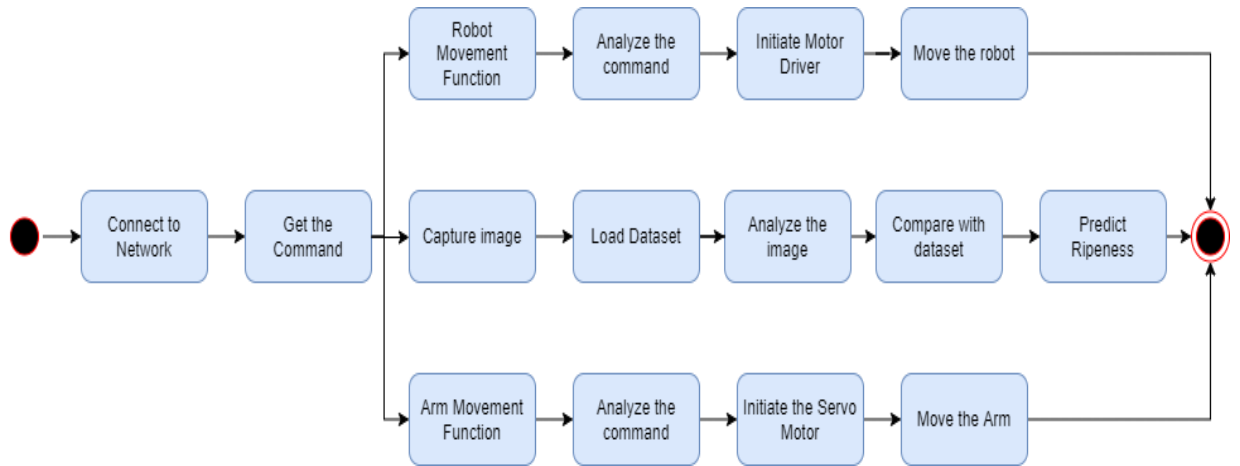 Robot
Movement
Function
Analyze the
command
Initiate Motor
Driver
Move the robot
Connect to
Network
Get the
Command
Capture image
Load Dataset
Analyze the
image
Compare with
dataset
Predict
Ripeness
Arm Movement
Function
Analyze the
command
Initiate the Servo
Motor
Move the Arm